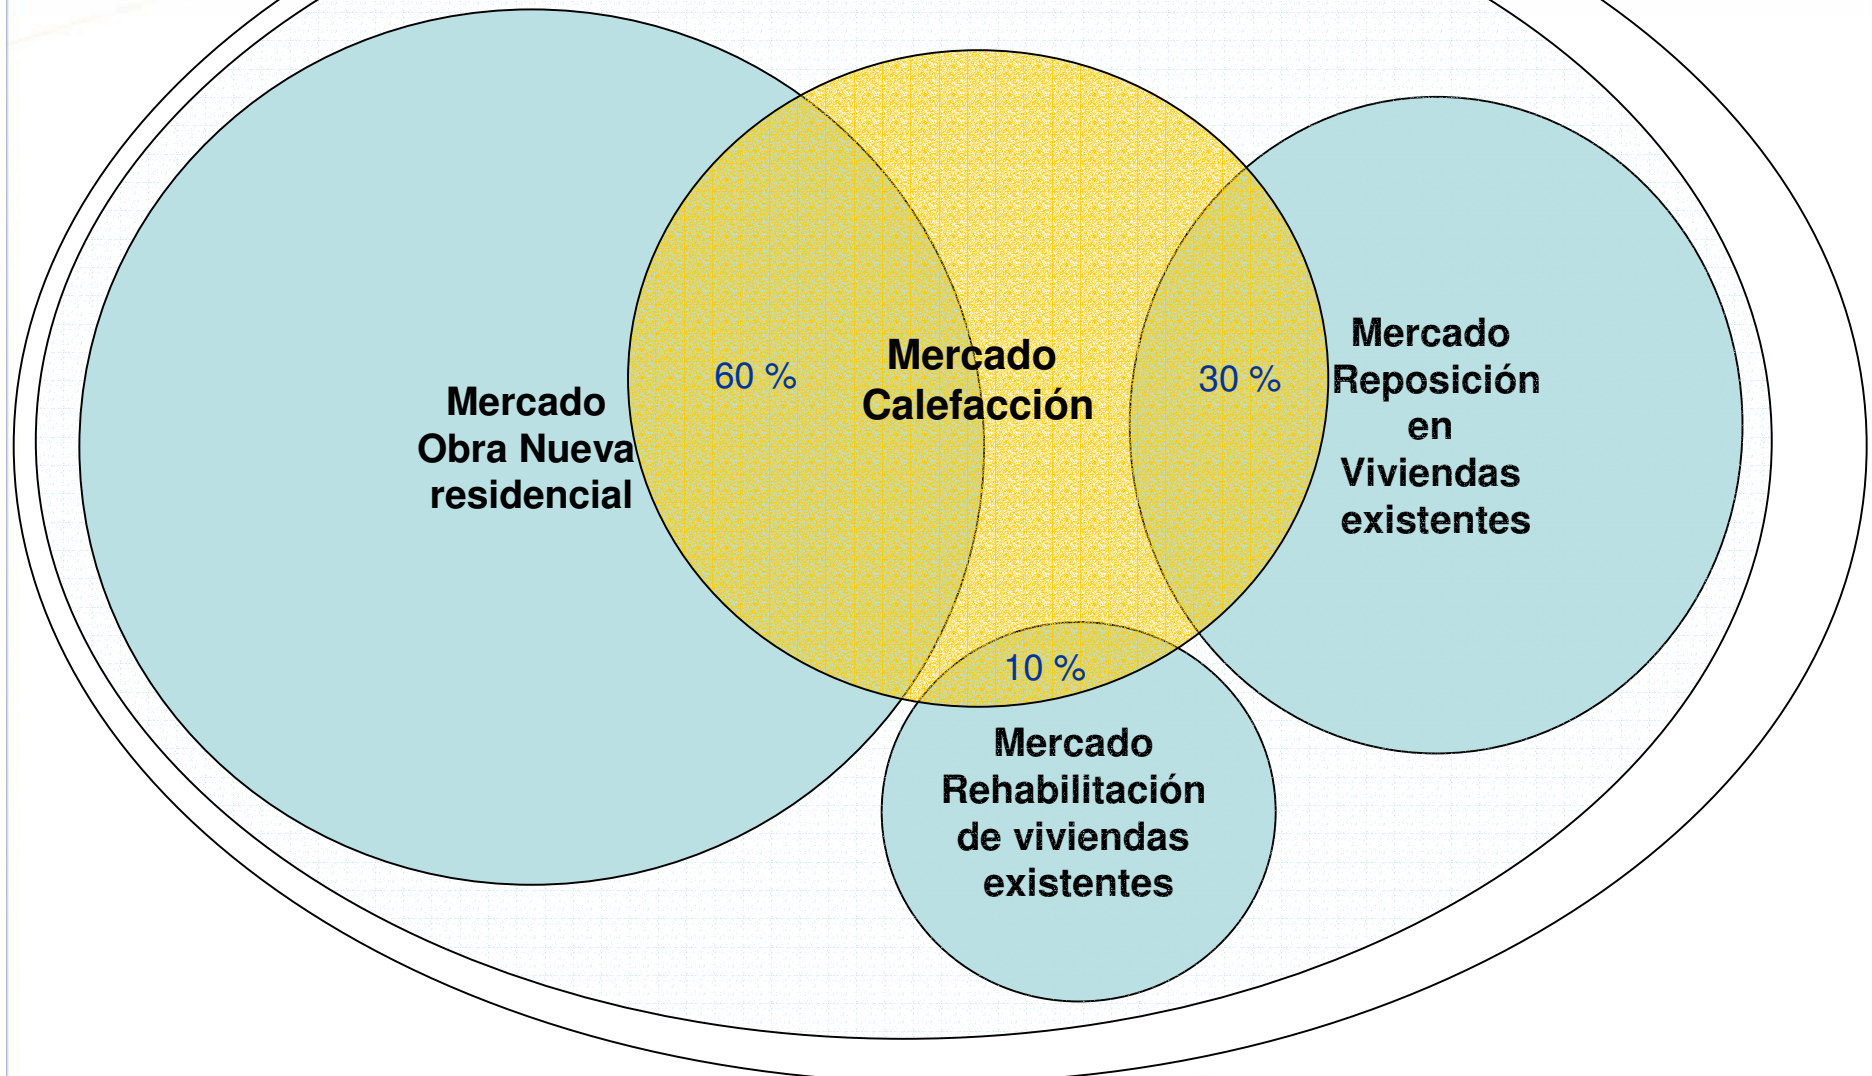 Mercado
Obra Nueva
residencial
60 %
Mercado
Calefacción
30 %
Mercado
Reposición
en
Viviendas
existentes
10 %
Mercado
Rehabilitación
de viviendas
existentes